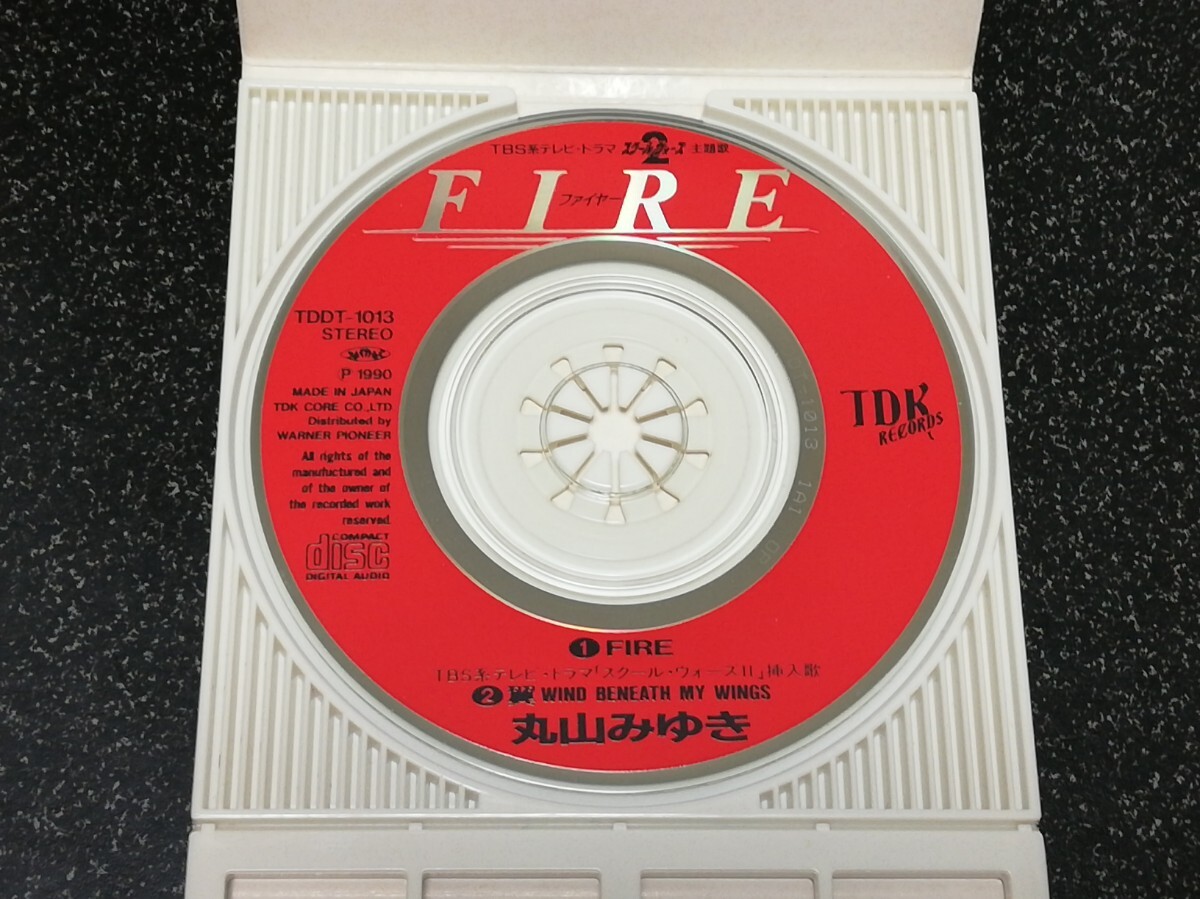 TBS系テレビ・ドラマ スクール・ウォーズ2 主題歌
FIRE
ファイヤー
TDDT-1013
STEREO
Ⓟ 1990
MADE IN JAPAN
TDK CORE CO.,LTD
Distributed by
WARNER PIONEER
All rights of the
manufuctured and
of the owner of
the recorded work
reserved.
COMPACT
disc
DIGITAL AUDIO
TDK
RECORDS
1013 1A1
❶ FIRE
TBS系テレビ・ドラマ「スクール・ウォーズII」挿入歌
❷ 翼 WIND BENEATH MY WINGS
丸山みゆき